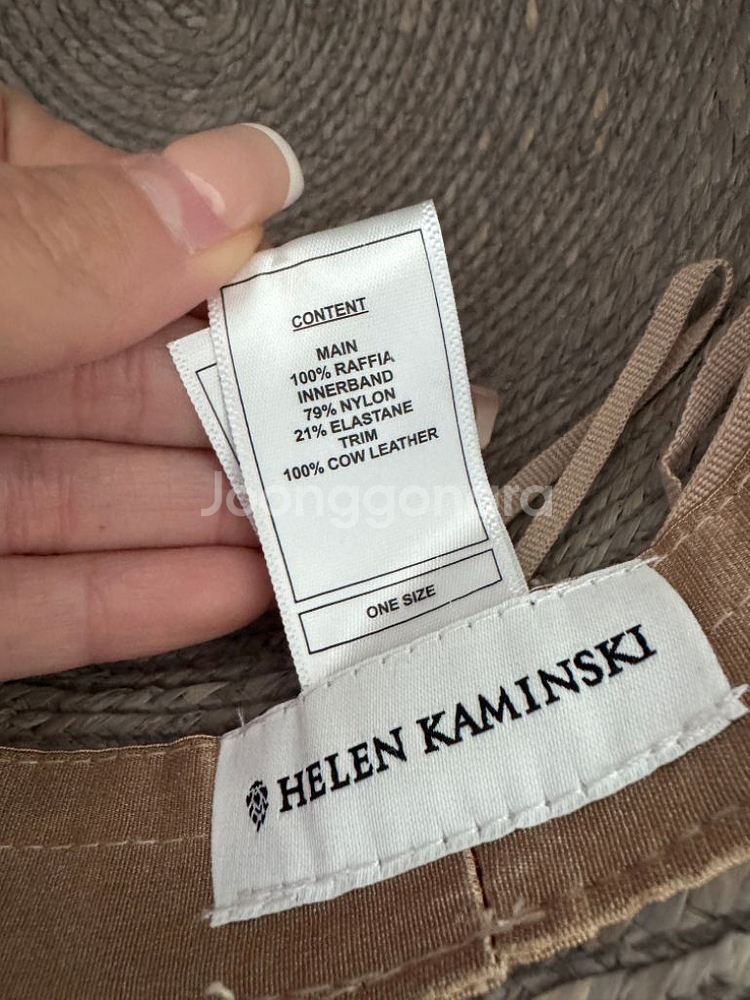 CONTENT
MAIN
100% RAFFIA
INNERBAND
79% NYLON
21% ELASTANE
TRIM
100% COW LEATHER
Joonggonara
ONE SIZE
HELEN KAMINSKI